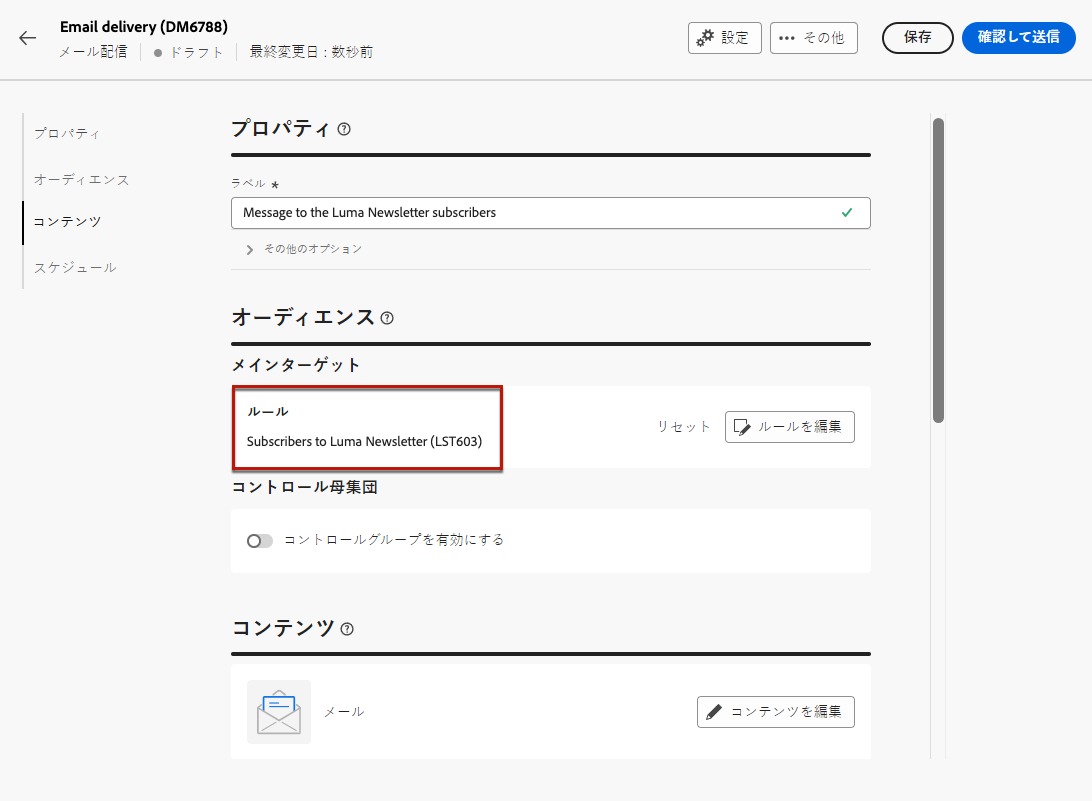 Email delivery (DM6788)
メール配信 ドラフト 最終変更日 : 数秒前
設定 その他 保存 確認して送信
プロパティ
オーディエンス
コンテンツ
スケジュール
プロパティ
ラベル *
Message to the Luma Newsletter subscribers
その他のオプション
オーディエンス
メインターゲット
ルール
Subscribers to Luma Newsletter (LST603)
リセット ルールを編集
コントロール母集団
コントロールグループを有効にする
コンテンツ
メール コンテンツを編集